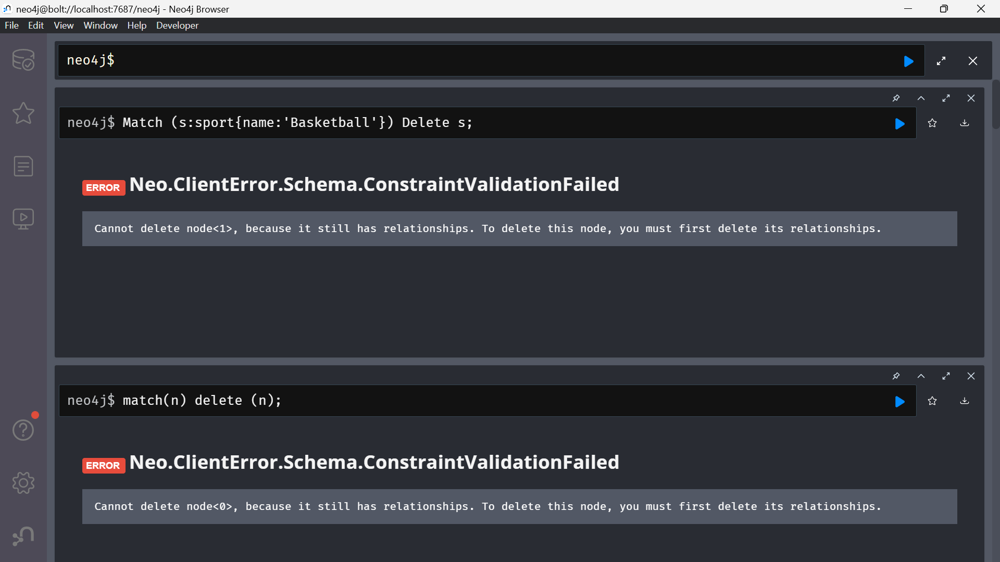 neo4j@bolt://localhost:7687/neo4j - Neo4j Browser
File Edit View Window Help Developer
neo4j$
neo4j$ Match (s:sport{name:'Basketball'}) Delete s;
ERROR Neo.ClientError.Schema.ConstraintValidationFailed
Cannot delete node<1>, because it still has relationships. To delete this node, you must first delete its relationships.
neo4j$ match(n) delete (n);
ERROR Neo.ClientError.Schema.ConstraintValidationFailed
Cannot delete node<0>, because it still has relationships. To delete this node, you must first delete its relationships.